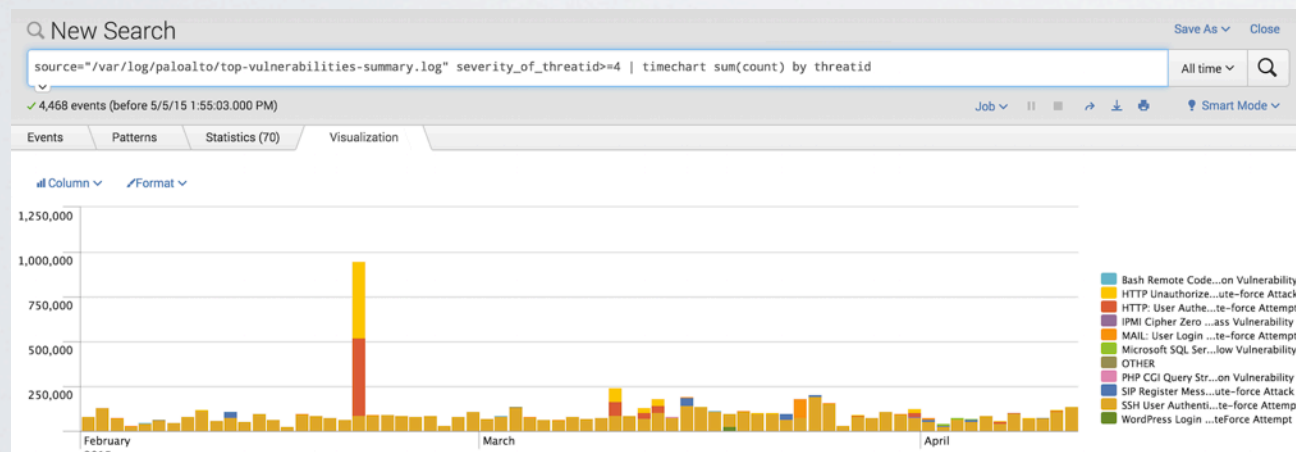 New Search
Save As Close
source="/var/log/paloalto/top-vulnerabilities-summary.log" severity_of_threatid>=4 | timechart sum(count) by threatid
All time
4,468 events (before 5/5/15 1:55:03.000 PM)
Job
Smart Mode
Events Patterns Statistics (70) Visualization
Column Format
1,250,000
1,000,000
750,000
500,000
250,000
Bash Remote Code...on Vulnerability
HTTP Unauthorize...ute-force Attack
HTTP: User Authe...te-force Attempt
IPMI Cipher Zero ...ass Vulnerability
MAIL: User Login ...te-force Attempt
Microsoft SQL Ser...low Vulnerability
OTHER
PHP CGI Query Str...on Vulnerability
SIP Register Mess...ute-force Attack
SSH User Authenti...te-force Attemp
WordPress Login ...teForce Attempt
February March April